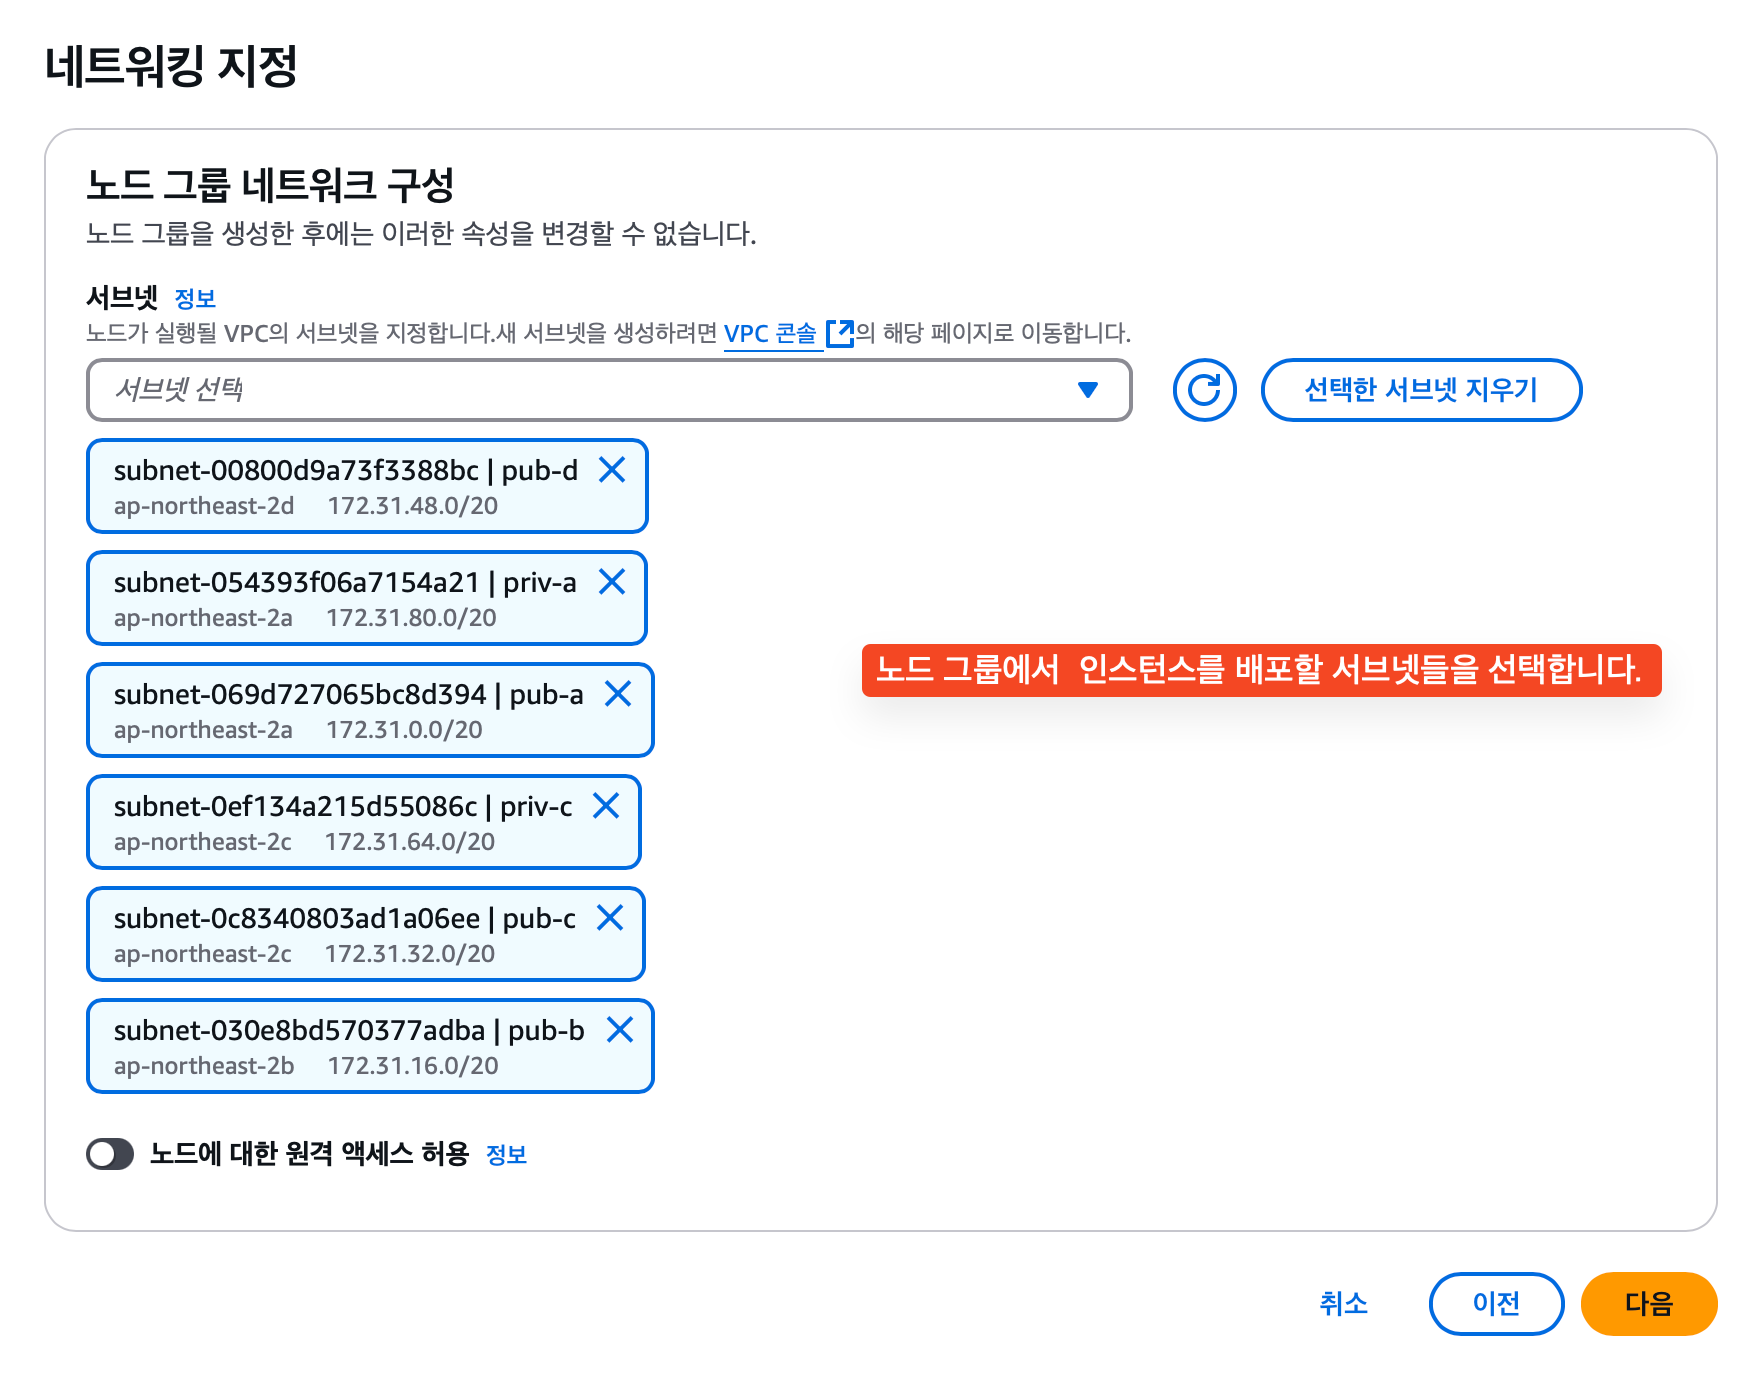 네트워킹 지정
노드 그룹 네트워크 구성
노드 그룹을 생성한 후에는 이러한 속성을 변경할 수 없습니다.
서브넷 정보
노드가 실행될 VPC의 서브넷을 지정합니다.새 서브넷을 생성하려면 VPC 콘솔 의 해당 페이지로 이동합니다.
서브넷 선택
선택한 서브넷 지우기
subnet-00800d9a73f3388bc | pub-d
ap-northeast-2d 172.31.48.0/20
subnet-054393f06a7154a21 | priv-a
ap-northeast-2a 172.31.80.0/20
노드 그룹에서 인스턴스를 배포할 서브넷들을 선택합니다.
subnet-069d727065bc8d394 | pub-a
ap-northeast-2a 172.31.0.0/20
subnet-0ef134a215d55086c | priv-c
ap-northeast-2c 172.31.64.0/20
subnet-0c8340803ad1a06ee | pub-c
ap-northeast-2c 172.31.32.0/20
subnet-030e8bd570377adba | pub-b
ap-northeast-2b 172.31.16.0/20
노드에 대한 원격 액세스 허용 정보
취소
이전
다음